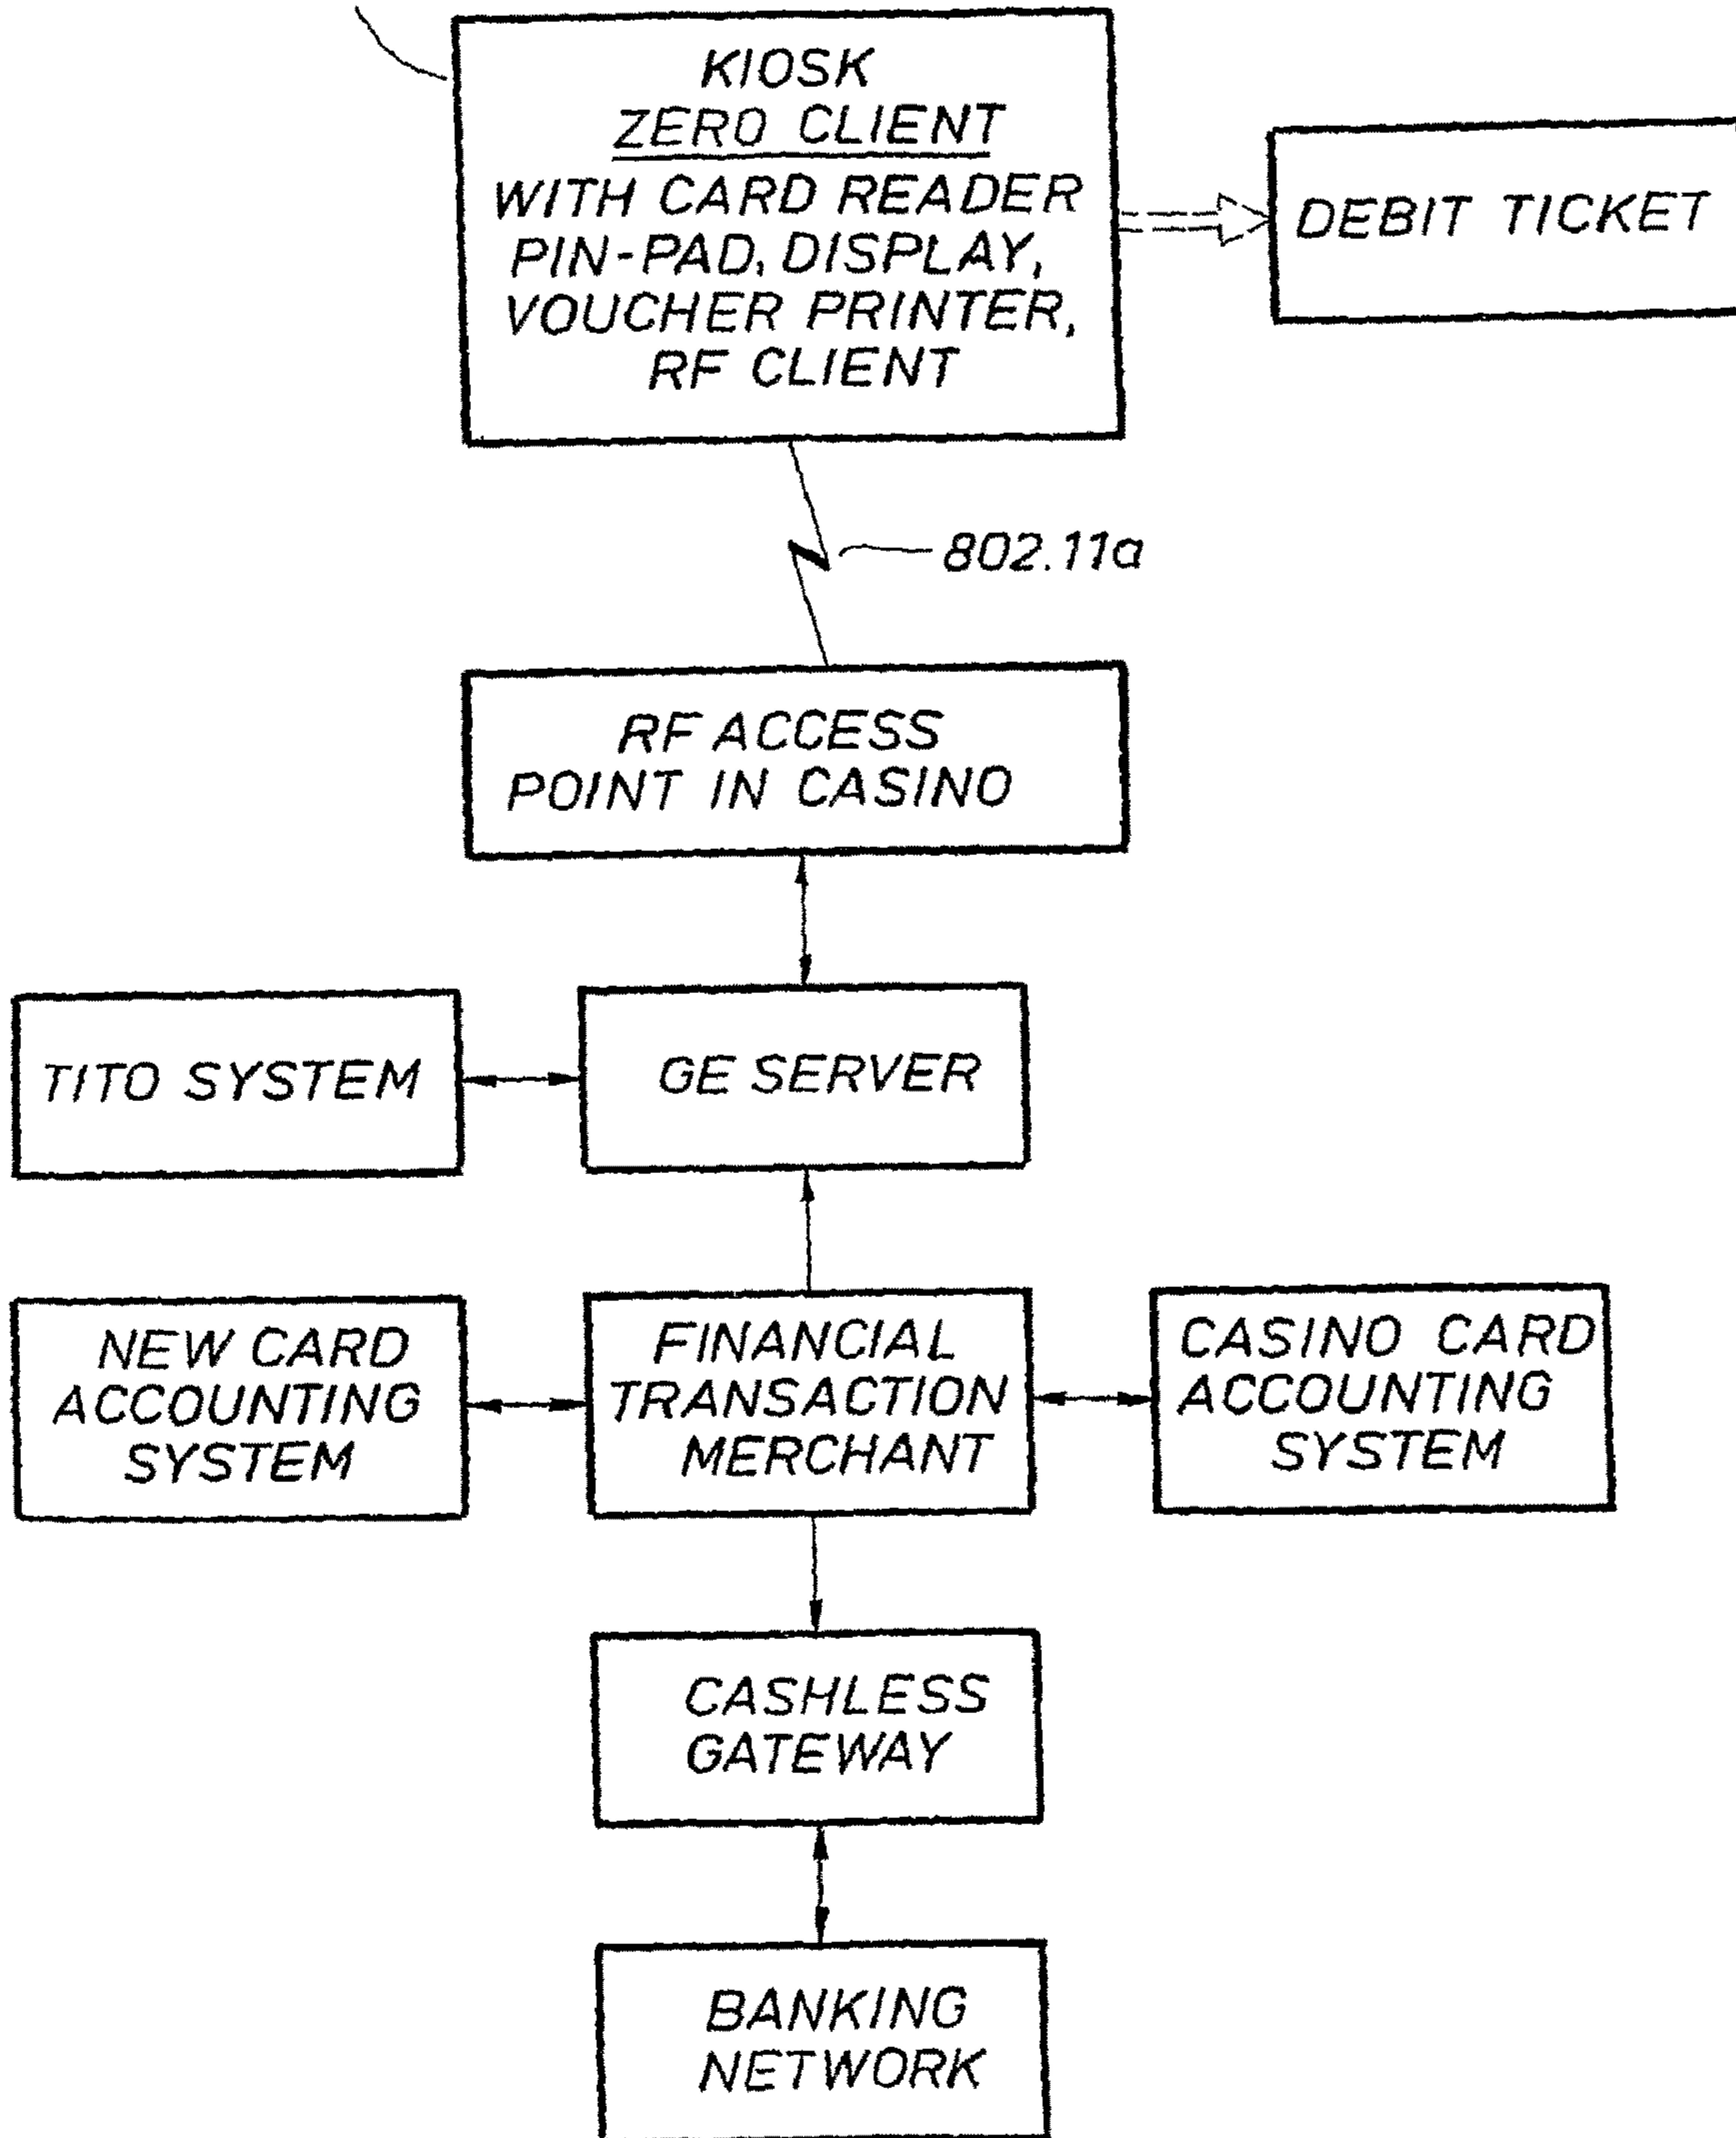 KIOSK
ZERO CLIENT
WITH CARD READER
PIN-PAD, DISPLAY,
VOUCHER PRINTER,
RF CLIENT
DEBIT TICKET
802.11a
RF ACCESS
POINT IN CASINO
TITO SYSTEM
GE SERVER
NEW CARD
ACCOUNTING
SYSTEM
FINANCIAL
TRANSACTION
MERCHANT
CASINO CARD
ACCOUNTING
SYSTEM
CASHLESS
GATEWAY
BANKING
NETWORK